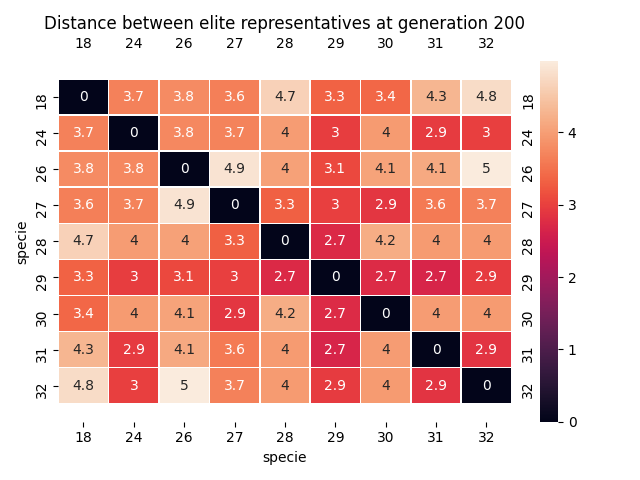 Distance between elite representatives at generation 200
18 24 26 27 28 29 30 31 32
18 0 3.7 3.8 3.6 4.7 3.3 3.4 4.3 4.8 18
24 3.7 0 3.8 3.7 4 3 4 2.9 3 24
26 3.8 3.8 0 4.9 4 3.1 4.1 4.1 5 26
27 3.6 3.7 4.9 0 3.3 3 2.9 3.6 3.7 27
28 4.7 4 4 3.3 0 2.7 4.2 4 4 28
29 3.3 3 3.1 3 2.7 0 2.7 2.7 2.9 29
30 3.4 4 4.1 2.9 4.2 2.7 0 4 4 30
31 4.3 2.9 4.1 3.6 4 2.7 4 0 2.9 31
32 4.8 3 5 3.7 4 2.9 4 2.9 0 32
18 24 26 27 28 29 30 31 32
specie
specie
4
3
2
1
0